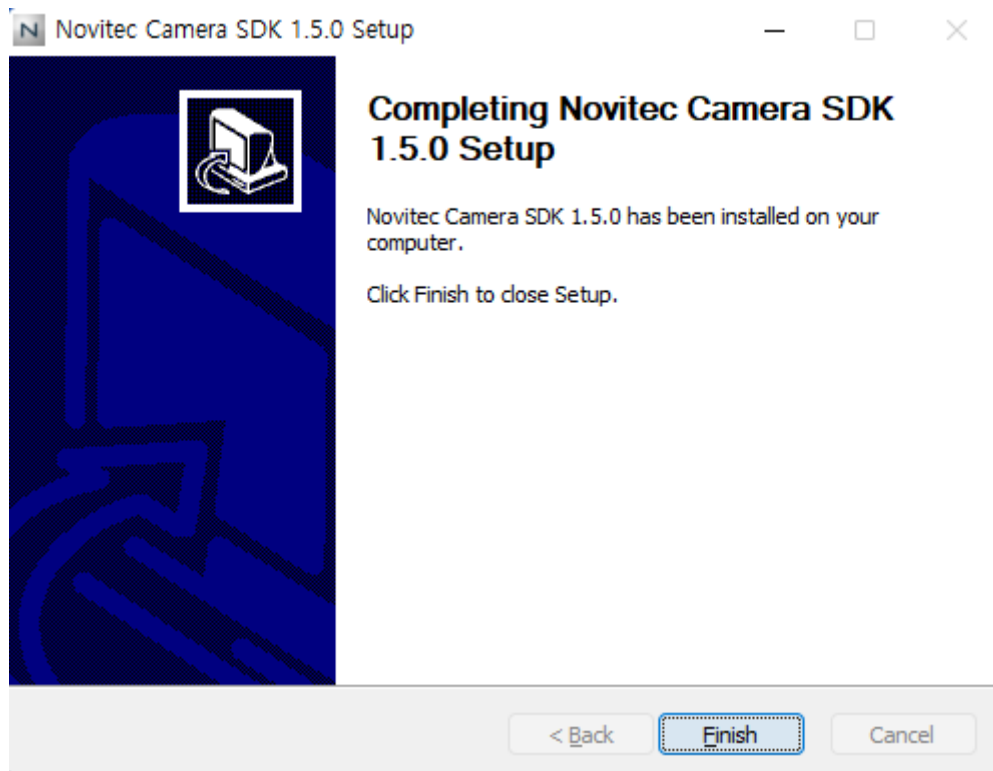 N Novitec Camera SDK 1.5.0 Setup
Completing Novitec Camera SDK
1.5.0 Setup
Novitec Camera SDK 1.5.0 has been installed on your
computer.
Click Finish to close Setup.
< Back Finish Cancel